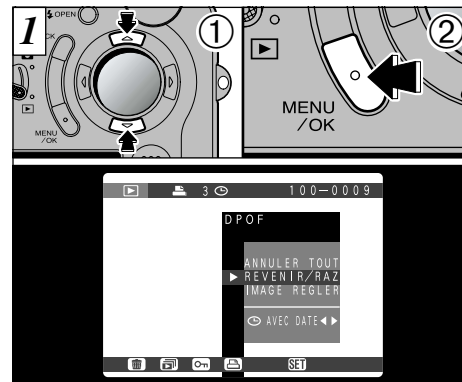 1
①
②
OPEN
CK
MENU
/OK
MENU
/OK
3
100-0009
DPOF
ANNULER TOUT
REVENIR/RAZ
IMAGE REGLER
AVEC DATE
SET